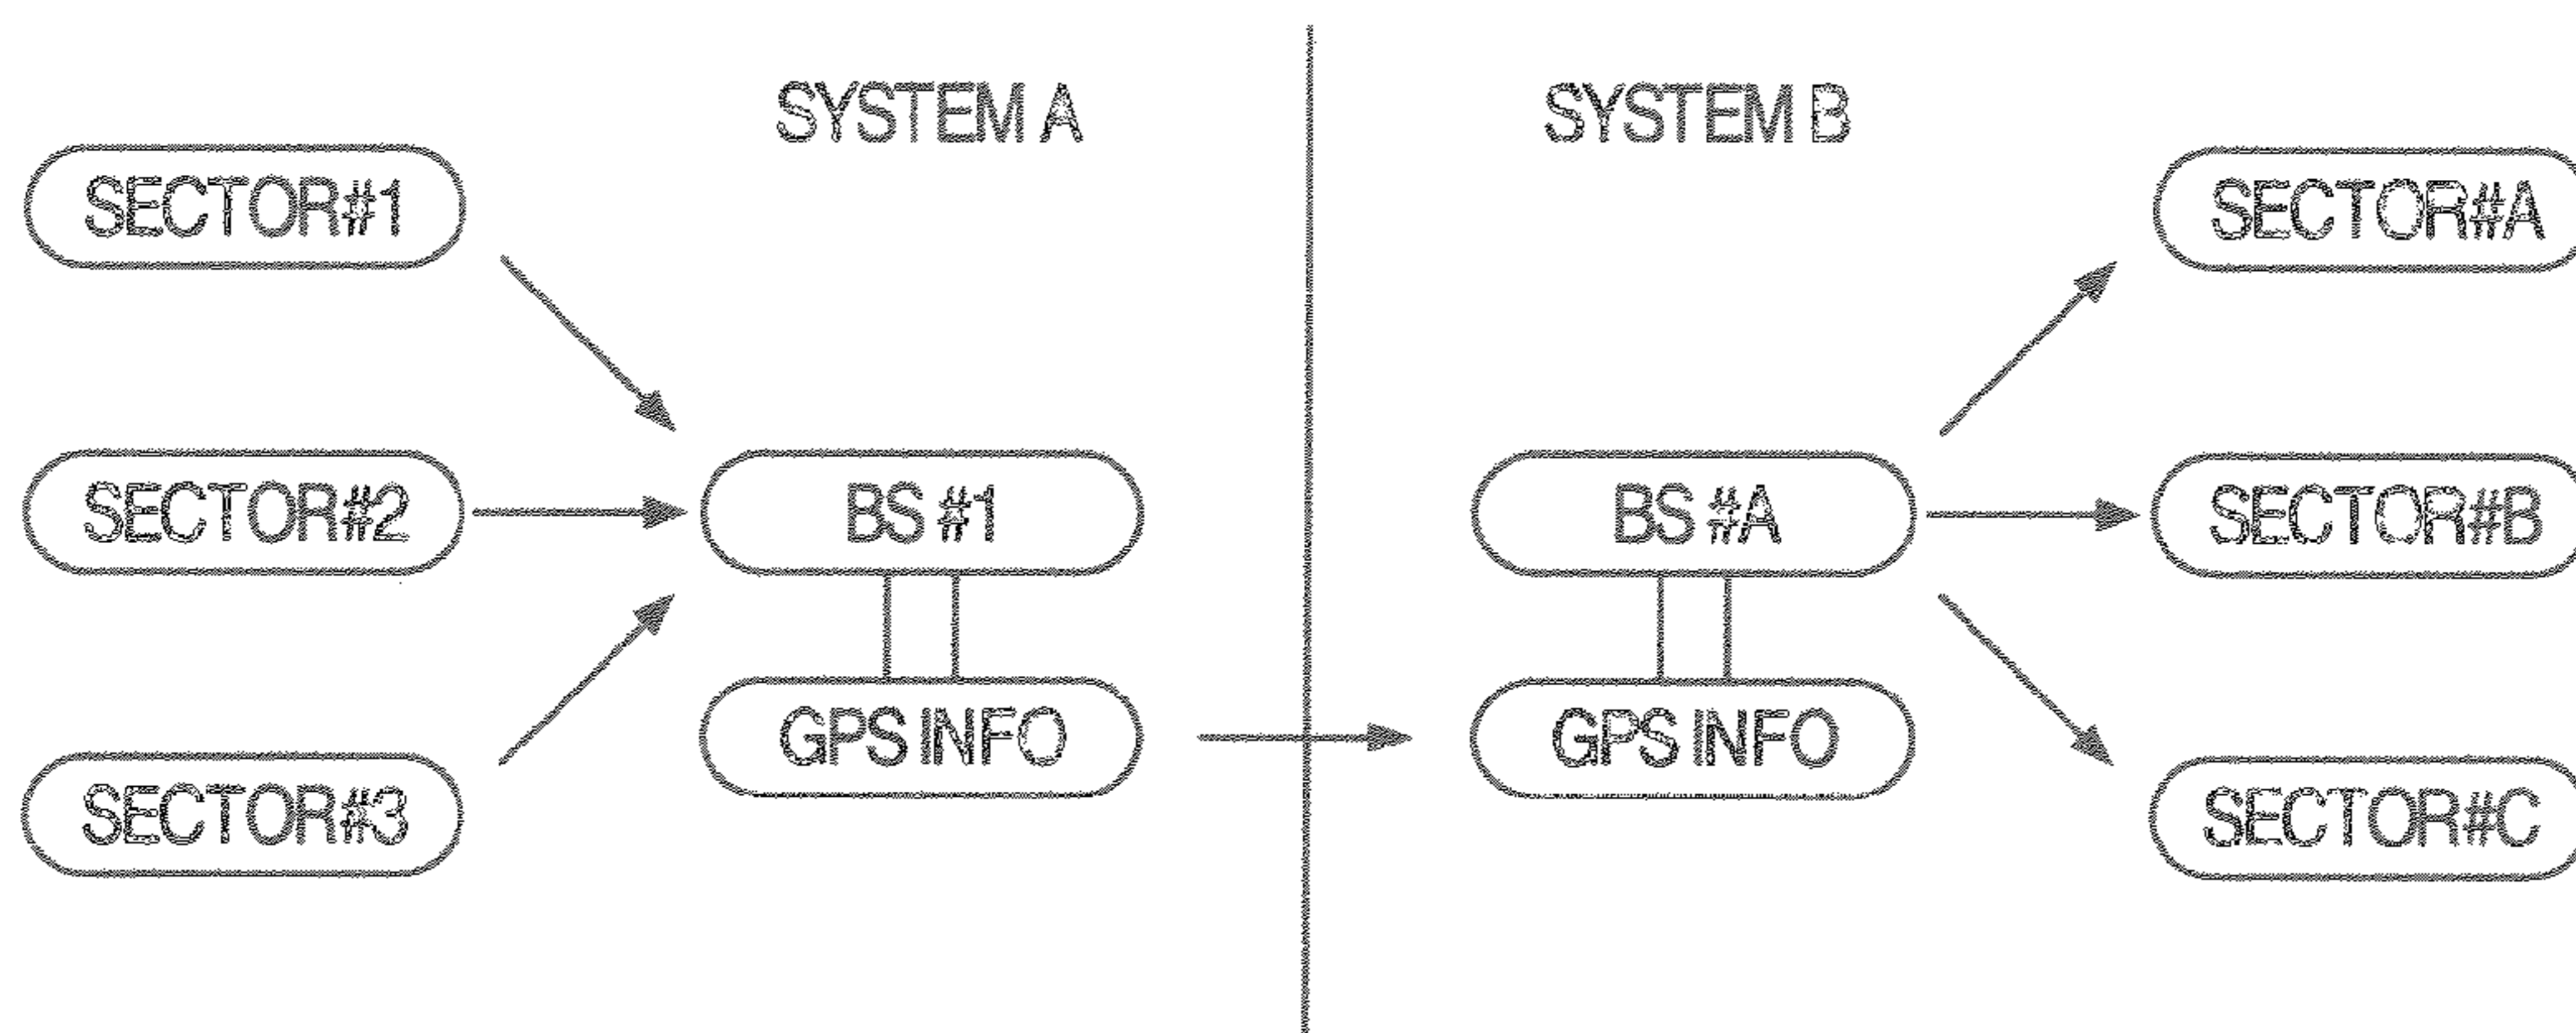 SYSTEM A
SYSTEM B
SECTOR#1
SECTOR#A
SECTOR#2
BS #1
BS #A
SECTOR#B
GPS INFO
GPS INFO
SECTOR#3
SECTOR#C